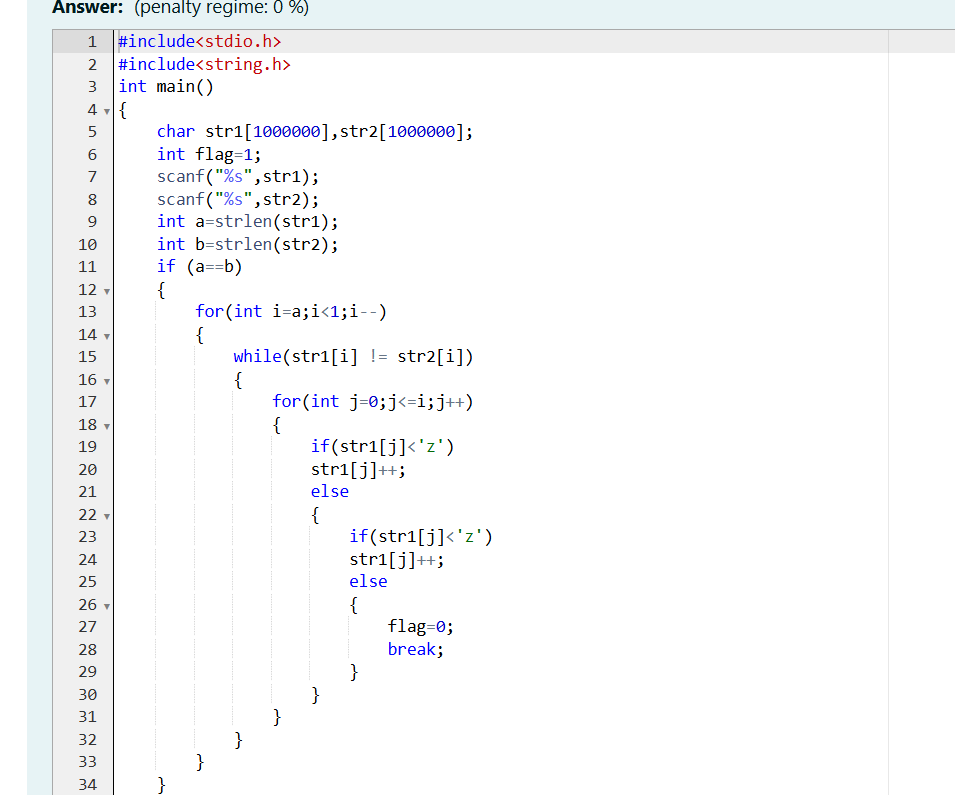 Answer: (penalty regime: 0 %)
1 #include<stdio.h>
2 #include<string.h>
3 int main()
4 {
5     char str1[1000000],str2[1000000];
6     int flag=1;
7     scanf("%s",str1);
8     scanf("%s",str2);
9     int a=strlen(str1);
10     int b=strlen(str2);
11     if (a==b)
12     {
13         for(int i=a;i<1;i--)
14         {
15             while(str1[i] != str2[i])
16             {
17                 for(int j=0;j<=i;j++)
18                 {
19                     if(str1[j]<'z')
20                     str1[j]++;
21                     else
22                     {
23                         if(str1[j]<'z')
24                         str1[j]++;
25                         else
26                         {
27                             flag=0;
28                             break;
29                         }
30                     }
31                 }
32             }
33         }
34     }